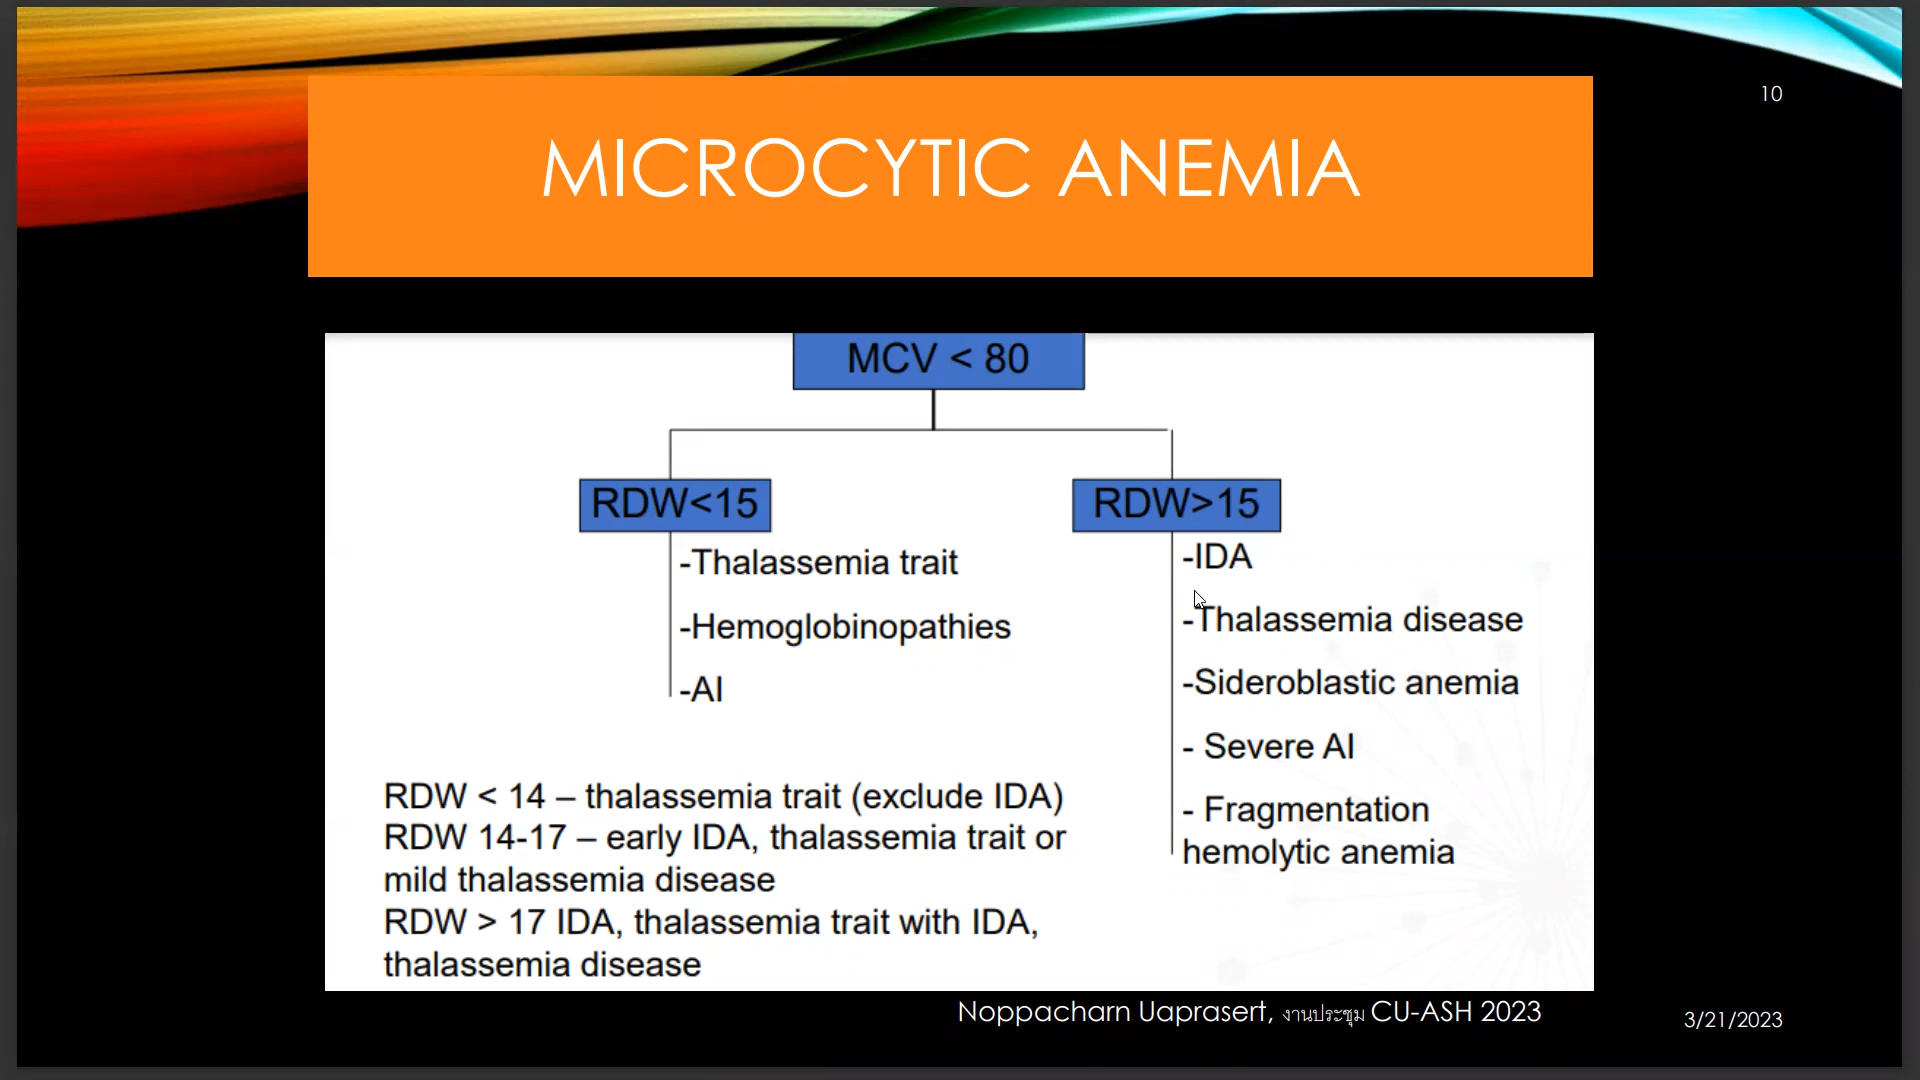 10
MICROCYTIC ANEMIA
MCV < 80
RDW<15
-Thalassemia trait
-Hemoglobinopathies
-AI
RDW>15
-IDA
-Thalassemia disease
-Sideroblastic anemia
- Severe AI
- Fragmentation
hemolytic anemia
RDW < 14 – thalassemia trait (exclude IDA)
RDW 14-17 – early IDA, thalassemia trait or
mild thalassemia disease
RDW > 17 IDA, thalassemia trait with IDA,
thalassemia disease
Noppacharn Uaprasert, งานประชุม CU-ASH 2023
3/21/2023